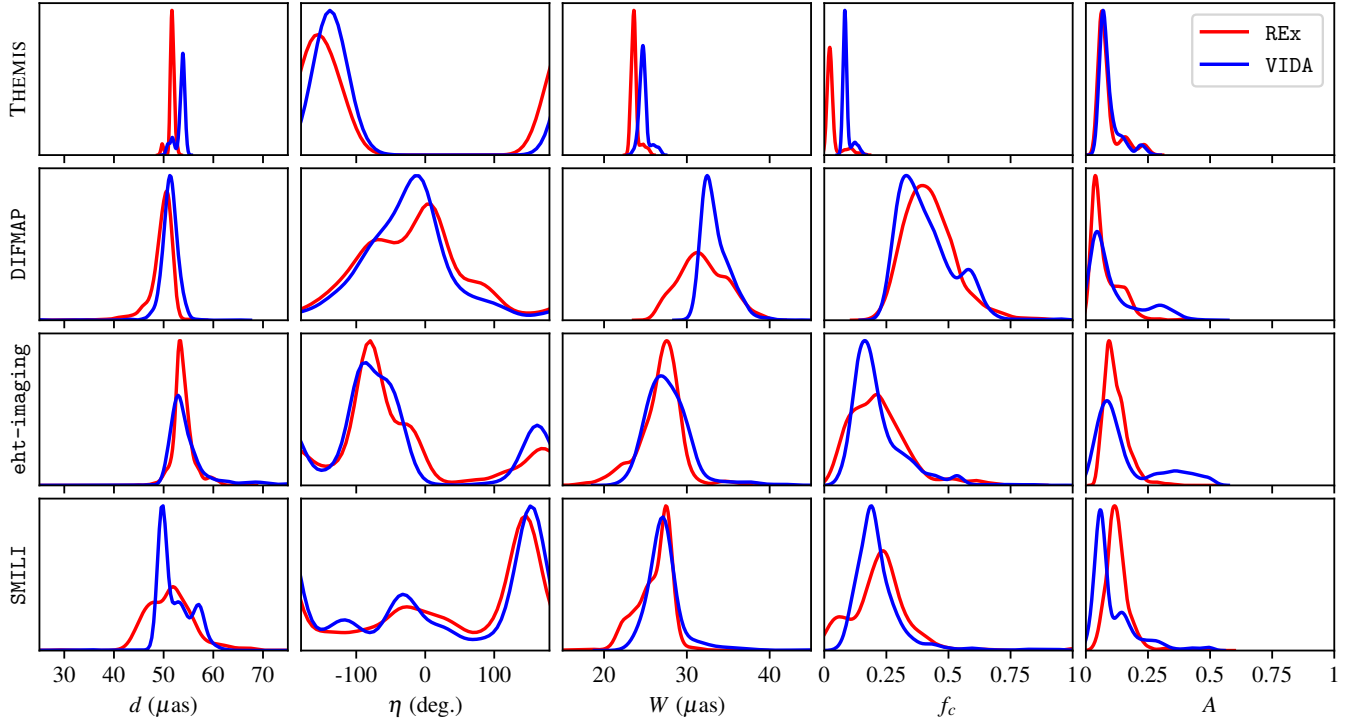 THEMIS
REx
VIDA
DIFMAP
eht-imaging
SMILI
30 40 50 60 70
-100 0 100
20 30 40
0 0.25 0.5 0.75 1
0 0.25 0.5 0.75 1
d (μas)
η (deg.)
W (μas)
f_c
A